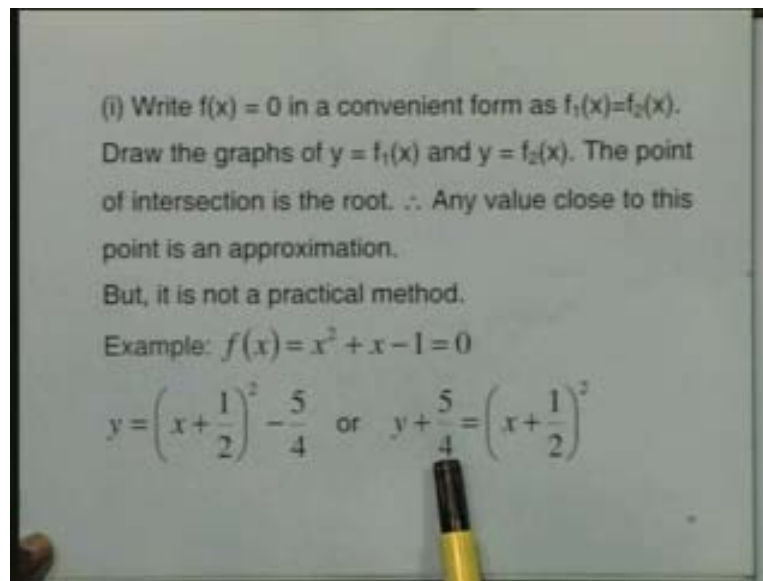 (i) Write f(x) = 0 in a convenient form as f₁(x)=f₂(x).
Draw the graphs of y = f₁(x) and y = f₂(x). The point
of intersection is the root. ∴ Any value close to this
point is an approximation.
But, it is not a practical method.
Example: f(x) = x² + x − 1 = 0
y = (x + 1/2)² − 5/4 or y + 5/4 = (x + 1/2)²